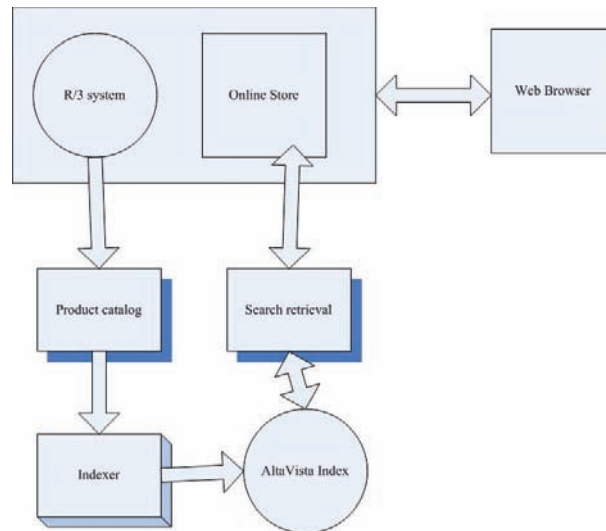 R/3 system
Online Store
Web Browser
Product catalog
Search retrieval
Indexer
AltaVista Index